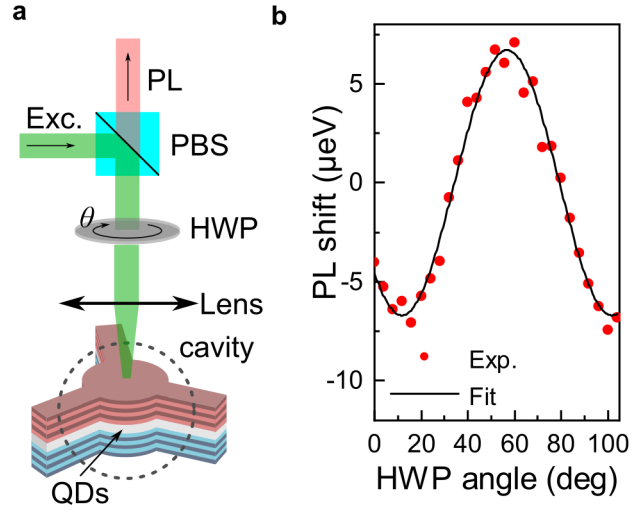 a
PL
Exc.
PBS
θ
HWP
Lens
cavity
QDs
b
PL shift (µeV)
10
5
0
-5
-10
Exp.
Fit
0
20
40
60
80
100
HWP angle (deg)